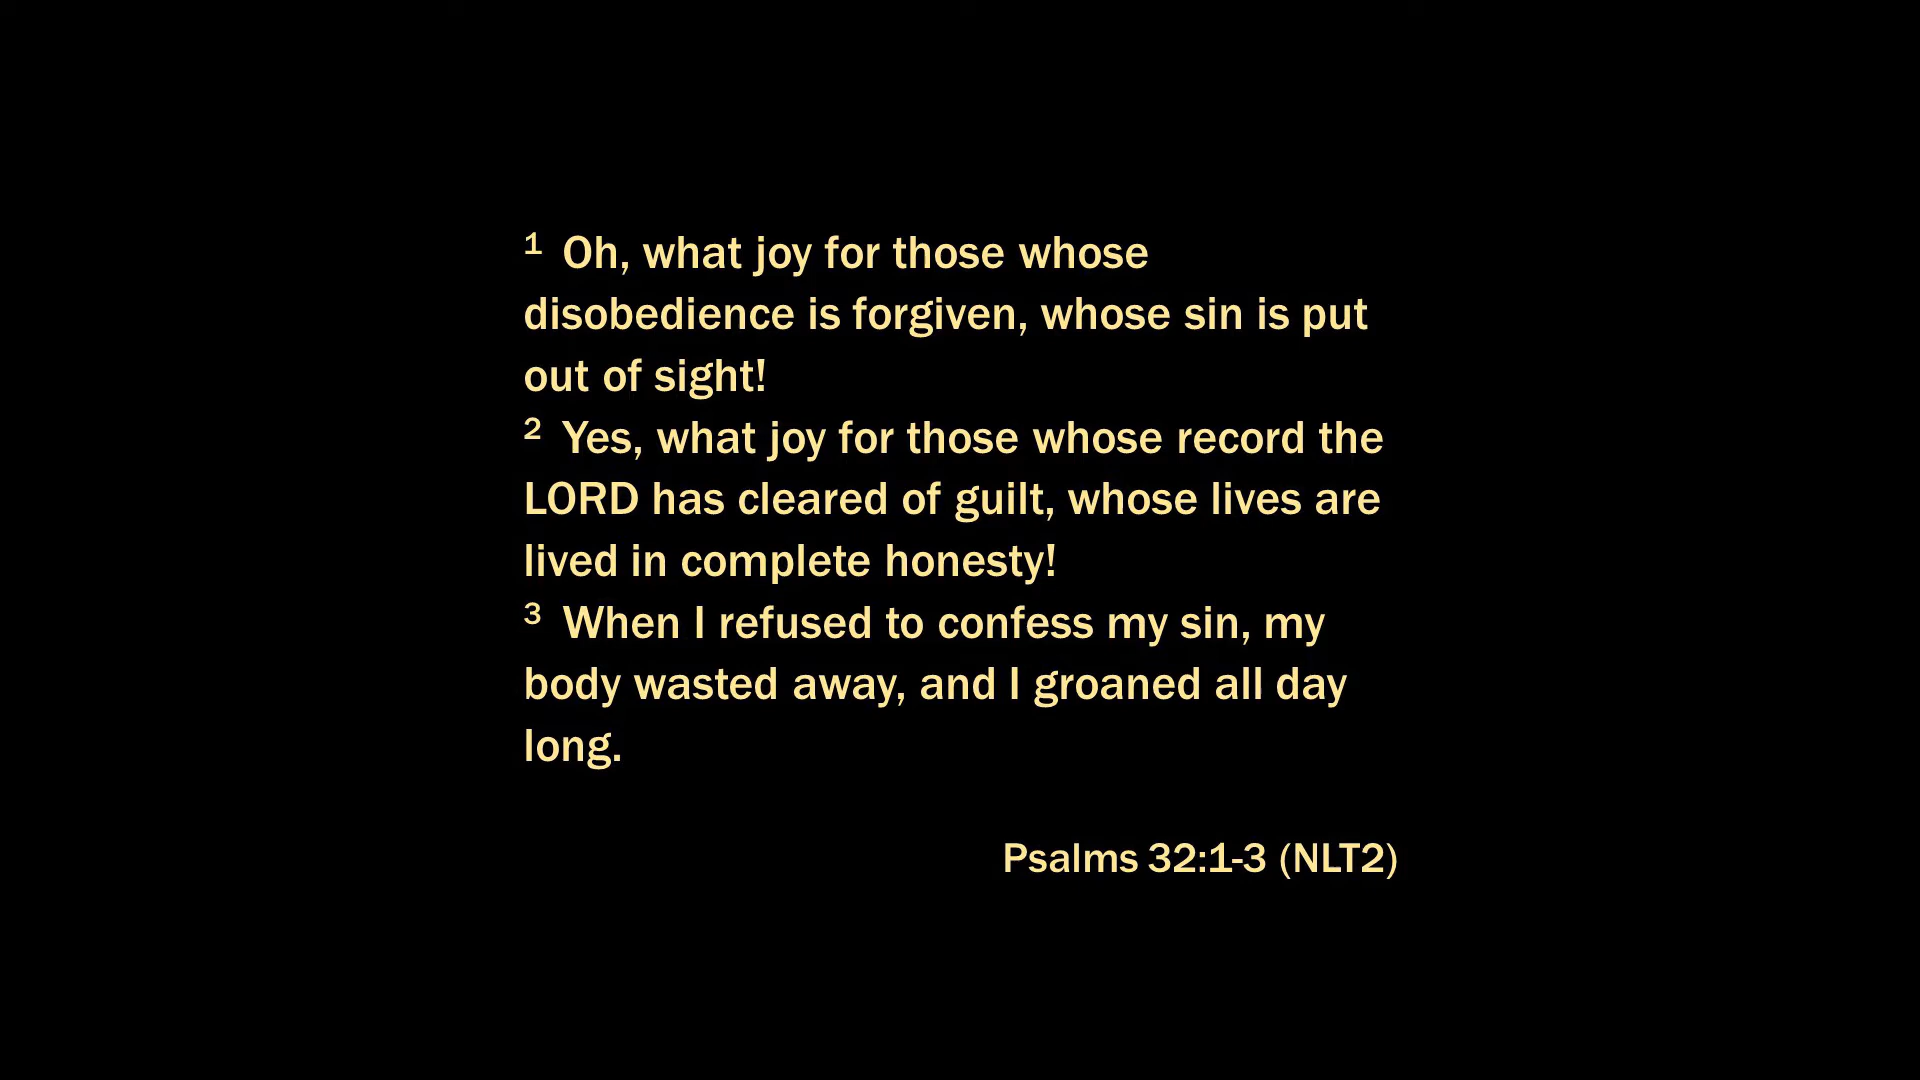 1 Oh, what joy for those whose
disobedience is forgiven, whose sin is put
out of sight!
2 Yes, what joy for those whose record the
LORD has cleared of guilt, whose lives are
lived in complete honesty!
3 When I refused to confess my sin, my
body wasted away, and I groaned all day
long.
Psalms 32:1-3 (NLT2)